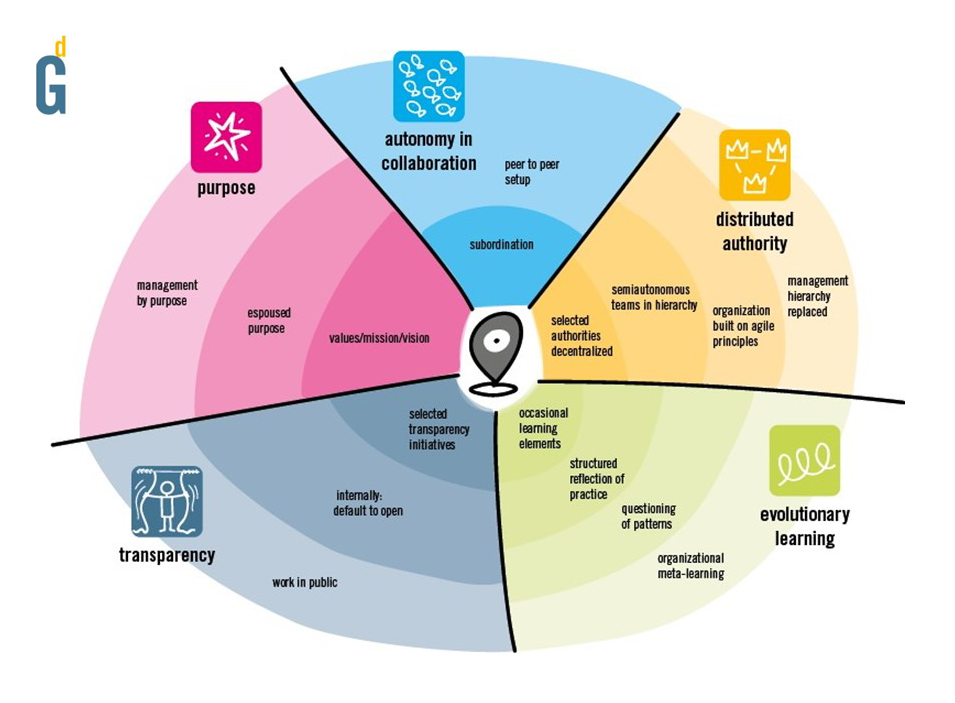 d
G
autonomy in
collaboration
peer to peer
setup
subordination
purpose
management
by purpose
espoused
purpose
values/mission/vision
distributed
authority
management
hierarchy
replaced
semiautonomous
teams in hierarchy
organization
built on agile
principles
selected
authorities
decentralized
selected
transparency
initiatives
internally:
default to open
transparency
work in public
occasional
learning
elements
structured
reflection of
practice
questioning
of patterns
organizational
meta-learning
evolutionary
learning